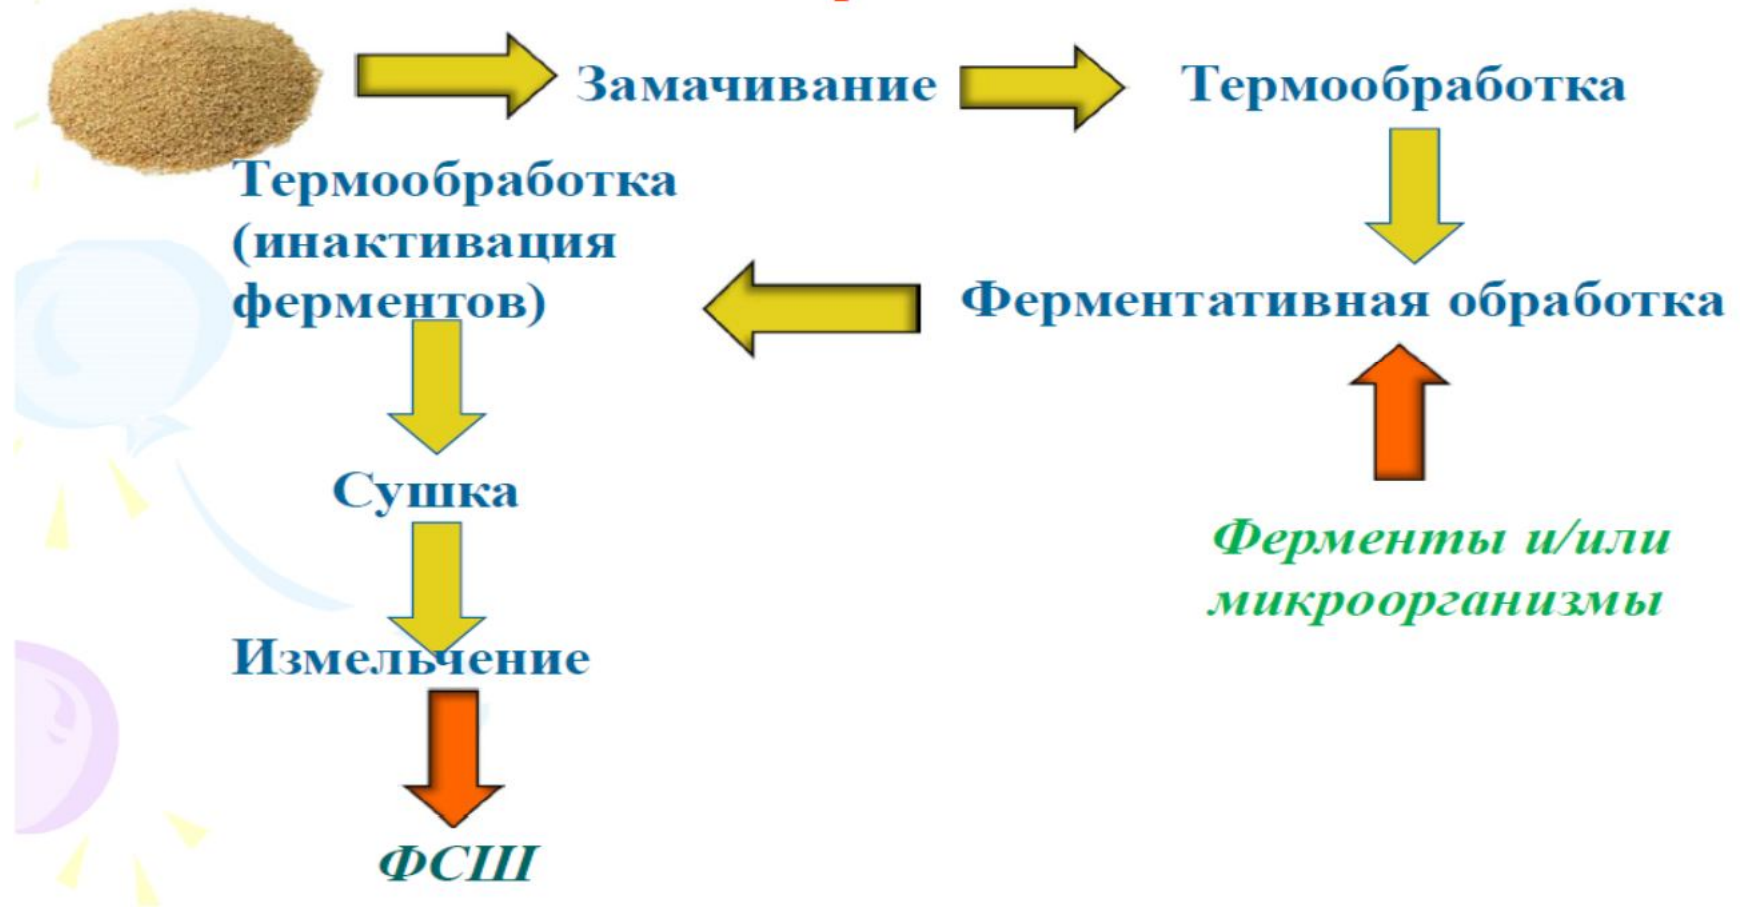 Замачивание
Термообработка
Термообработка
(инактивация
ферментов)
Ферментативная обработка
Сушка
Ферменты и/или
микроорганизмы
Измельчение
ФСШ